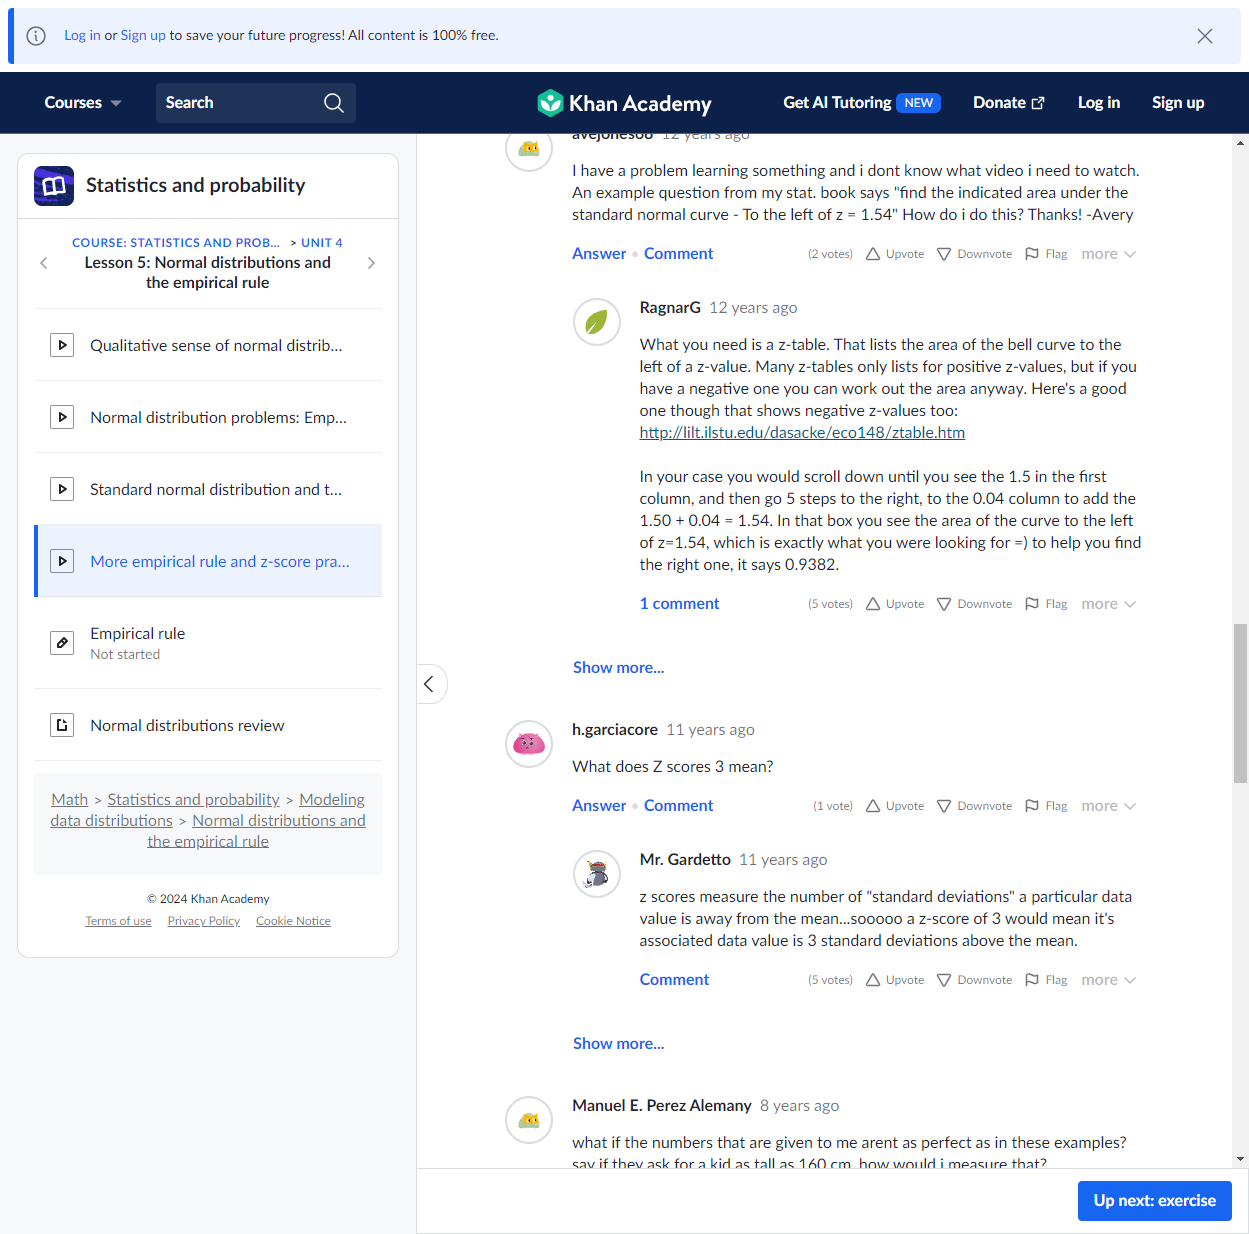 Log in or Sign up to save your future progress! All content is 100% free.
Courses
Search
Khan Academy
Get AI Tutoring NEW
Donate
Log in
Sign up
Statistics and probability
COURSE: STATISTICS AND PROB... > UNIT 4
Lesson 5: Normal distributions and
the empirical rule
Qualitative sense of normal distrib...
Normal distribution problems: Emp...
Standard normal distribution and t...
More empirical rule and z-score pra...
Empirical rule
Not started
Normal distributions review
Math > Statistics and probability > Modeling
data distributions > Normal distributions and
the empirical rule
© 2024 Khan Academy
Terms of use Privacy Policy Cookie Notice
avejones88 12 years ago
I have a problem learning something and i dont know what video i need to watch.
An example question from my stat. book says "find the indicated area under the
standard normal curve - To the left of z = 1.54" How do i do this? Thanks! -Avery
Answer • Comment (2 votes) Upvote Downvote Flag more
RagnarG 12 years ago
What you need is a z-table. That lists the area of the bell curve to the
left of a z-value. Many z-tables only lists for positive z-values, but if you
have a negative one you can work out the area anyway. Here's a good
one though that shows negative z-values too:
http://lilt.ilstu.edu/dasacke/eco148/ztable.htm
In your case you would scroll down until you see the 1.5 in the first
column, and then go 5 steps to the right, to the 0.04 column to add the
1.50 + 0.04 = 1.54. In that box you see the area of the curve to the left
of z=1.54, which is exactly what you were looking for =) to help you find
the right one, it says 0.9382.
1 comment (5 votes) Upvote Downvote Flag more
Show more...
h.garciacore 11 years ago
What does Z scores 3 mean?
Answer • Comment (1 vote) Upvote Downvote Flag more
Mr. Gardetto 11 years ago
z scores measure the number of "standard deviations" a particular data
value is away from the mean...sooooo a z-score of 3 would mean it's
associated data value is 3 standard deviations above the mean.
Comment (5 votes) Upvote Downvote Flag more
Show more...
Manuel E. Perez Alemany 8 years ago
what if the numbers that are given to me arent as perfect as in these examples?
say if they ask for a kid as tall as 160 cm, how would i measure that?
Up next: exercise